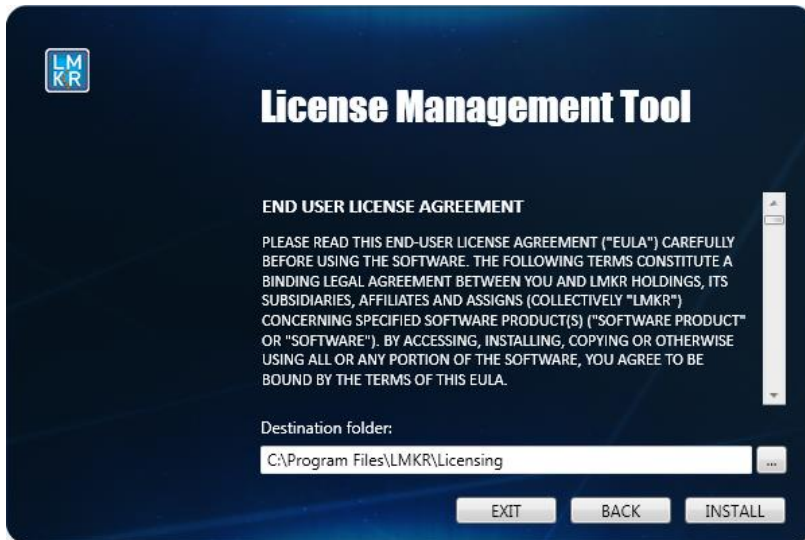 LM
KR
License Management Tool
END USER LICENSE AGREEMENT
PLEASE READ THIS END-USER LICENSE AGREEMENT ("EULA") CAREFULLY
BEFORE USING THE SOFTWARE. THE FOLLOWING TERMS CONSTITUTE A
BINDING LEGAL AGREEMENT BETWEEN YOU AND LMKR HOLDINGS, ITS
SUBSIDIARIES, AFFILIATES AND ASSIGNS (COLLECTIVELY "LMKR")
CONCERNING SPECIFIED SOFTWARE PRODUCT(S) ("SOFTWARE PRODUCT"
OR "SOFTWARE"). BY ACCESSING, INSTALLING, COPYING OR OTHERWISE
USING ALL OR ANY PORTION OF THE SOFTWARE, YOU AGREE TO BE
BOUND BY THE TERMS OF THIS EULA.
Destination folder:
C:\Program Files\LMKR\Licensing ...
EXIT BACK INSTALL